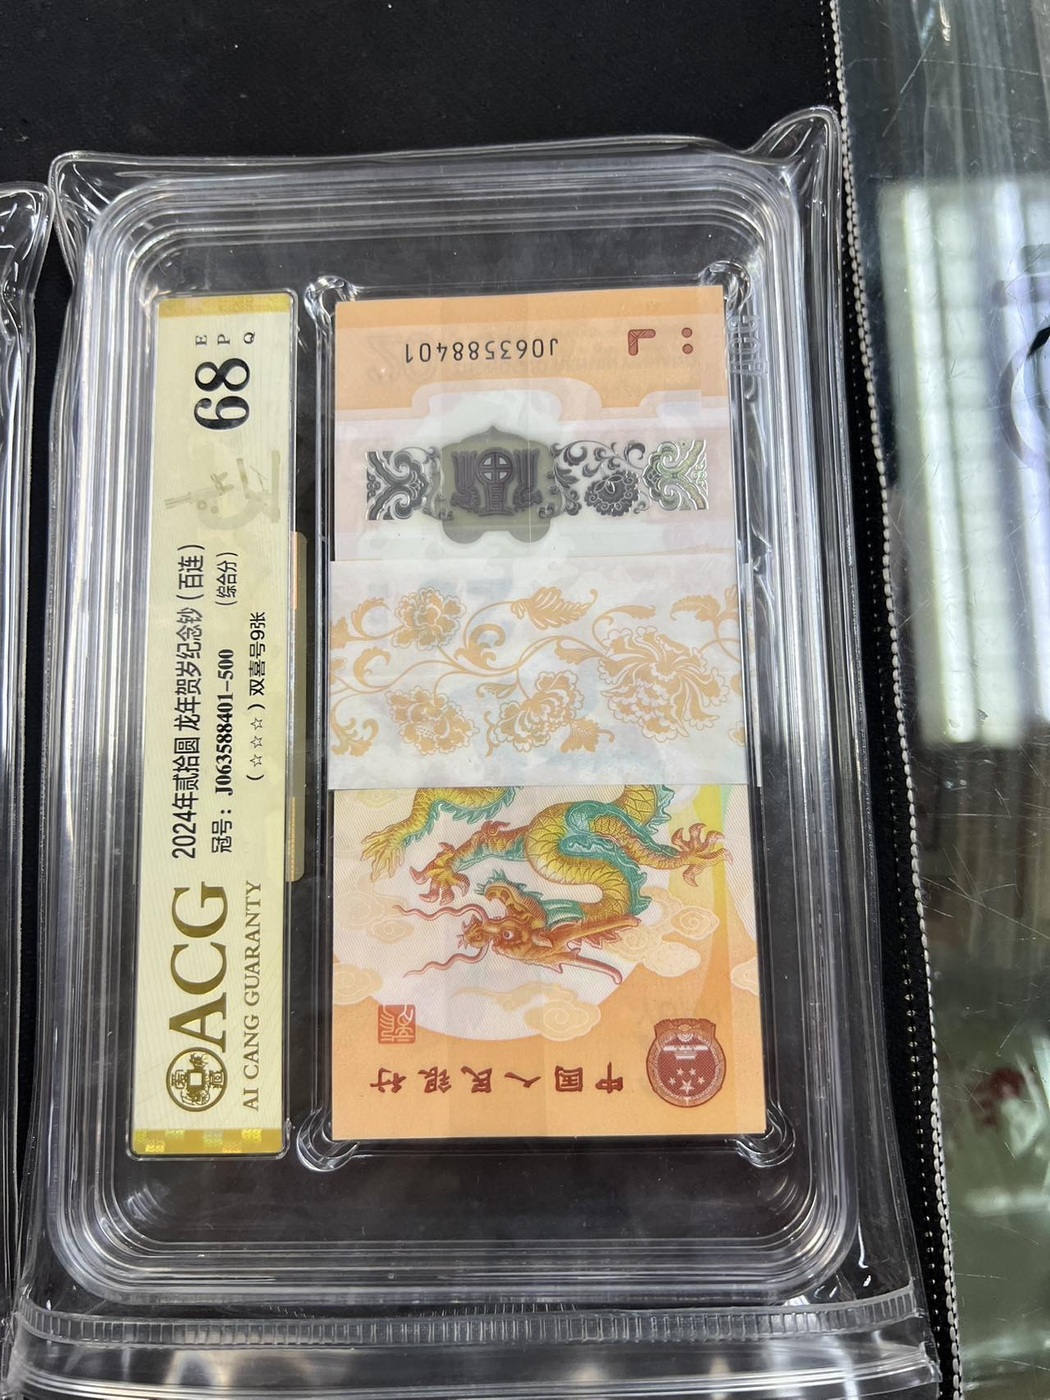 ACG
AI CANG GUARANTY
2024年贰拾圆 龙年贺岁纪念钞 (百连)
冠号: J063588401-500 (综合分)
(☆☆☆) 双喜号9张
68
E
P
Q
J063588401
中国人民银行